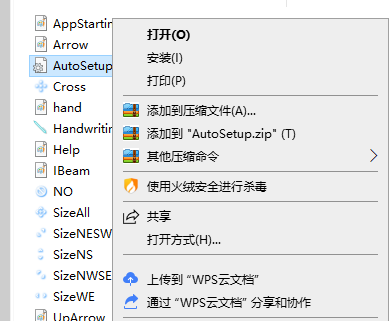 AppStartin
Arrow
AutoSetup
Cross
hand
Handwriting
Help
IBeam
NO
SizeAll
SizeNESW
SizeNS
SizeNWSE
SizeWE
UpArrow
打开(O)
安装(I)
打印(P)
添加到压缩文件(A)...
添加到 "AutoSetup.zip" (T)
其他压缩命令
使用火绒安全进行杀毒
共享
打开方式(H)...
上传到 “WPS云文档”
通过 “WPS云文档” 分享和协作